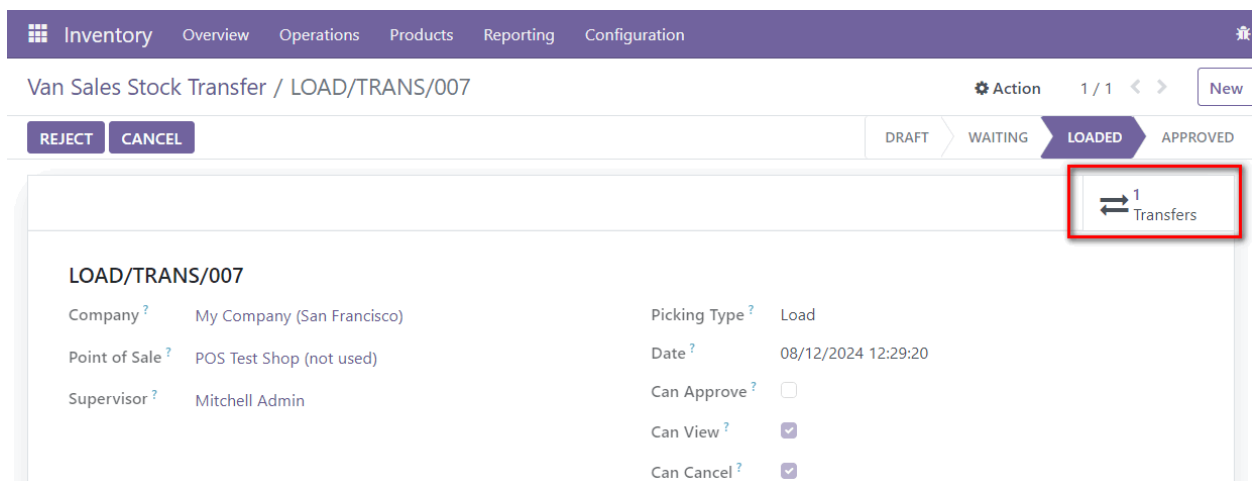 Inventory Overview Operations Products Reporting Configuration
Van Sales Stock Transfer / LOAD/TRANS/007 Action 1 / 1 New
REJECT CANCEL DRAFT WAITING LOADED APPROVED
1
Transfers
LOAD/TRANS/007
Company ? My Company (San Francisco) Picking Type ? Load
Point of Sale ? POS Test Shop (not used) Date ? 08/12/2024 12:29:20
Supervisor ? Mitchell Admin Can Approve ?
Can View ?
Can Cancel ?